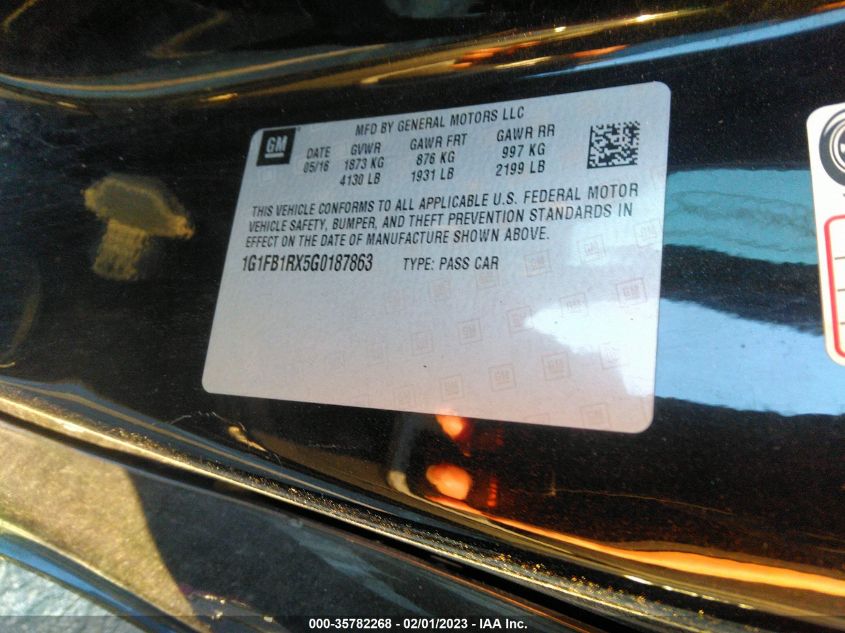 GM
MFD BY GENERAL MOTORS LLC
DATE GVWR GAWR FRT GAWR RR
05/16 1873 KG 876 KG 997 KG
4130 LB 1931 LB 2199 LB
THIS VEHICLE CONFORMS TO ALL APPLICABLE U.S. FEDERAL MOTOR
VEHICLE SAFETY, BUMPER, AND THEFT PREVENTION STANDARDS IN
EFFECT ON THE DATE OF MANUFACTURE SHOWN ABOVE.
1G1FB1RX5G0187863 TYPE: PASS CAR
000-35782268 - 02/01/2023 - IAA Inc.